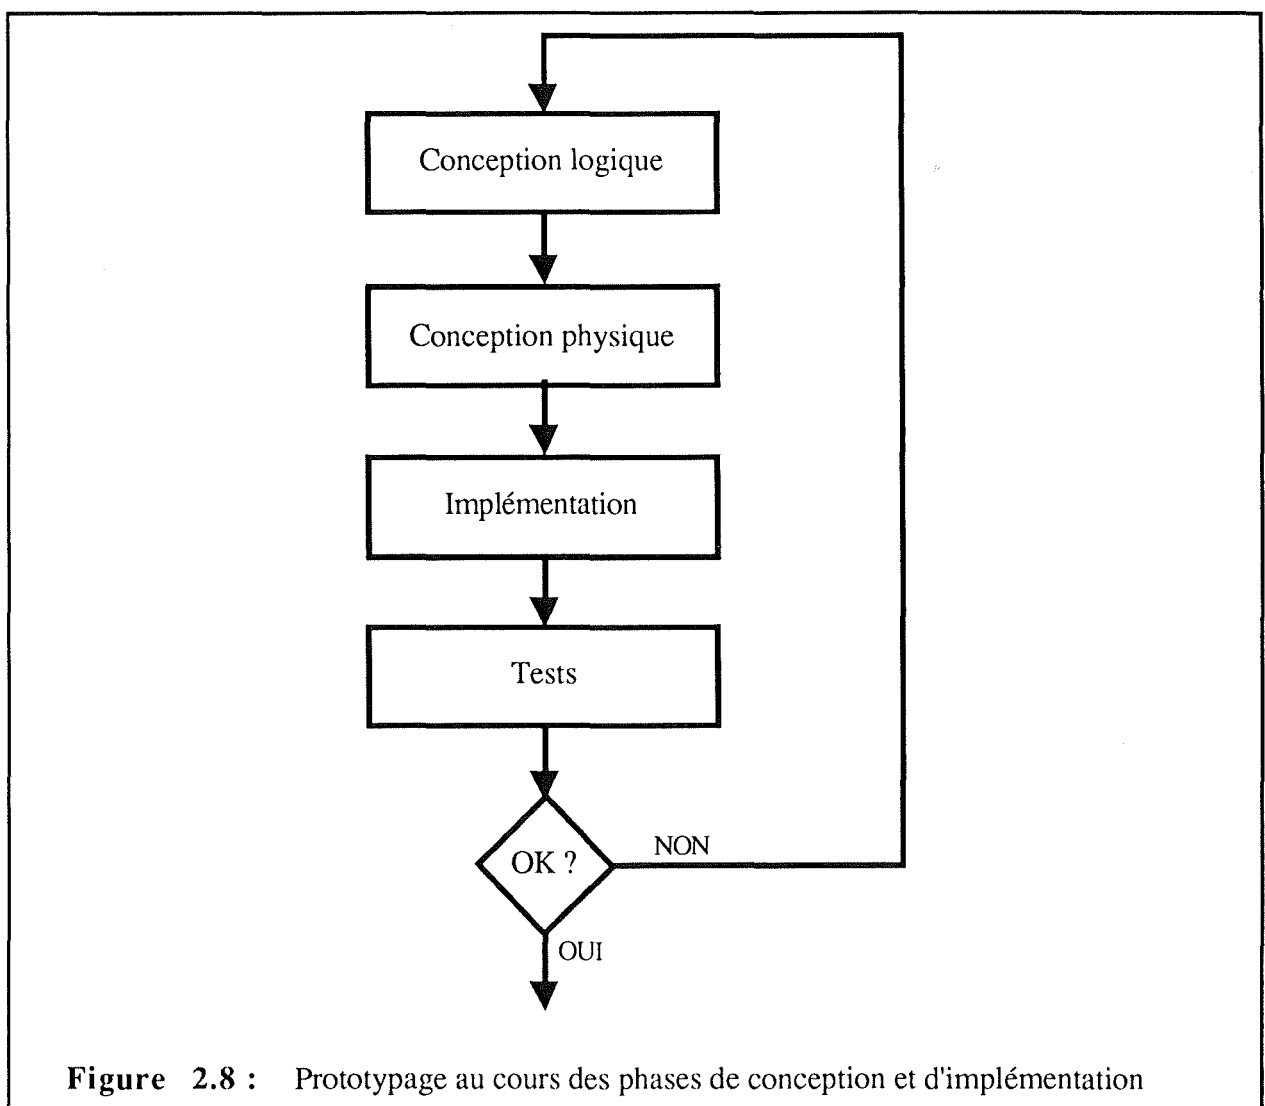 Conception logique
Conception physique
Implémentation
Tests
OK ?
NON
OUI
Figure 2.8 : Prototypage au cours des phases de conception et d'implémentation